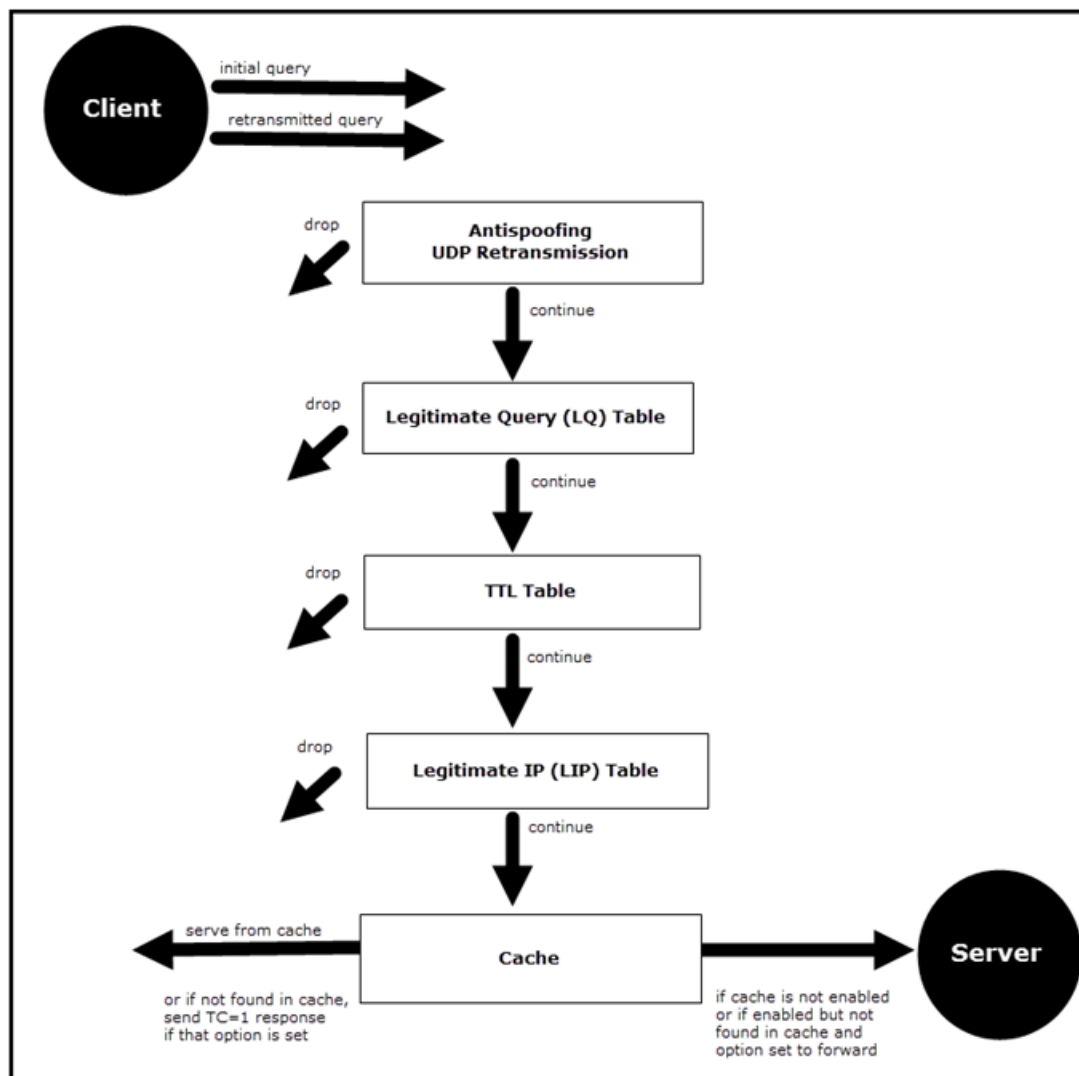 Client
initial query
retransmitted query
drop
Antispoofing
UDP Retransmission
continue
drop
Legitimate Query (LQ) Table
continue
drop
TTL Table
continue
drop
Legitimate IP (LIP) Table
continue
serve from cache
or if not found in cache,
send TC=1 response
if that option is set
Cache
if cache is not enabled
or if enabled but not
found in cache and
option set to forward
Server